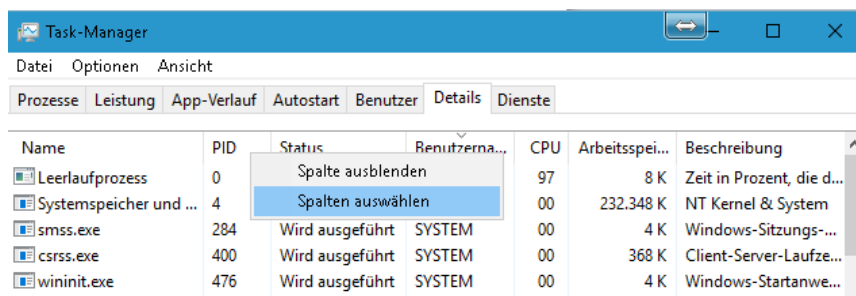 Task-Manager
Datei Optionen Ansicht
Prozesse Leistung App-Verlauf Autostart Benutzer Details Dienste
Name PID Status Benutzerna... CPU Arbeitsspei... Beschreibung
Spalte ausblenden
Spalten auswählen
Leerlaufprozess 0 97 8 K Zeit in Prozent, die d...
Systemspeicher und ... 4 00 232.348 K NT Kernel & System
smss.exe 284 Wird ausgeführt SYSTEM 00 4 K Windows-Sitzungs-...
csrss.exe 400 Wird ausgeführt SYSTEM 00 368 K Client-Server-Laufze...
wininit.exe 476 Wird ausgeführt SYSTEM 00 4 K Windows-Startanwe...